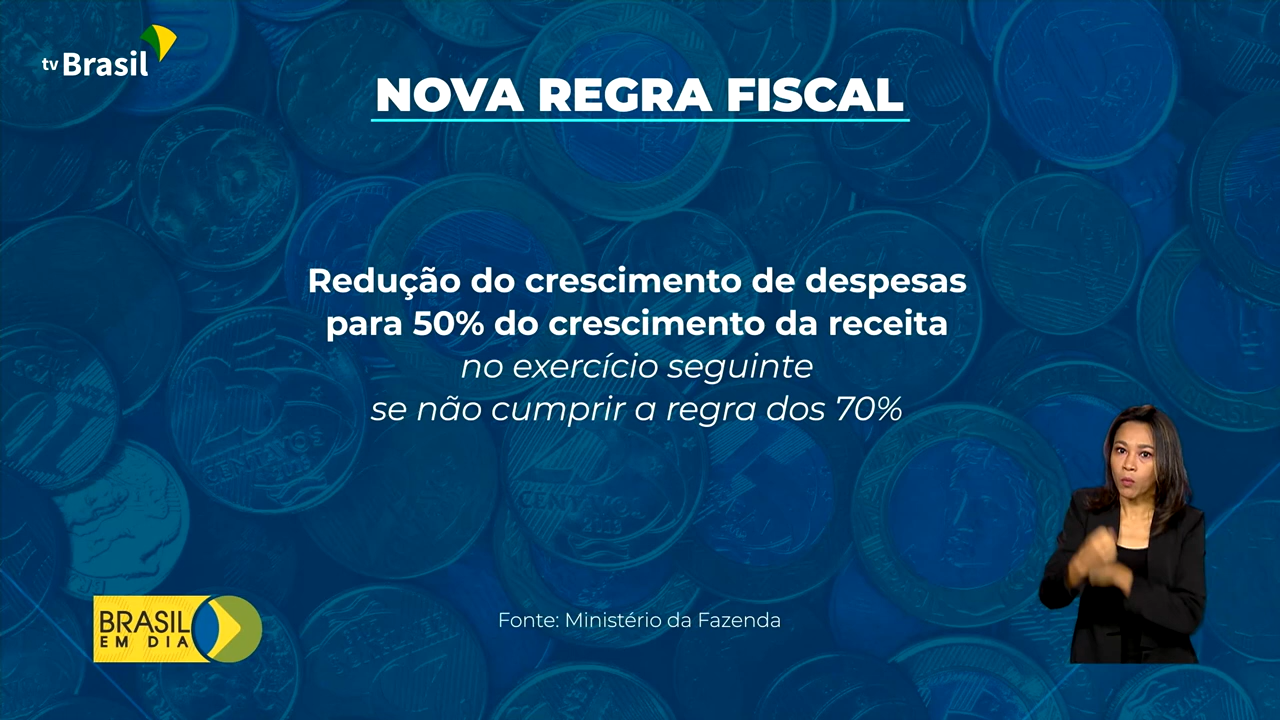 tv Brasil
NOVA REGRA FISCAL
Redução do crescimento de despesas
para 50% do crescimento da receita
no exercício seguinte
se não cumprir a regra dos 70%
Fonte: Ministério da Fazenda
BRASIL
EM DIA